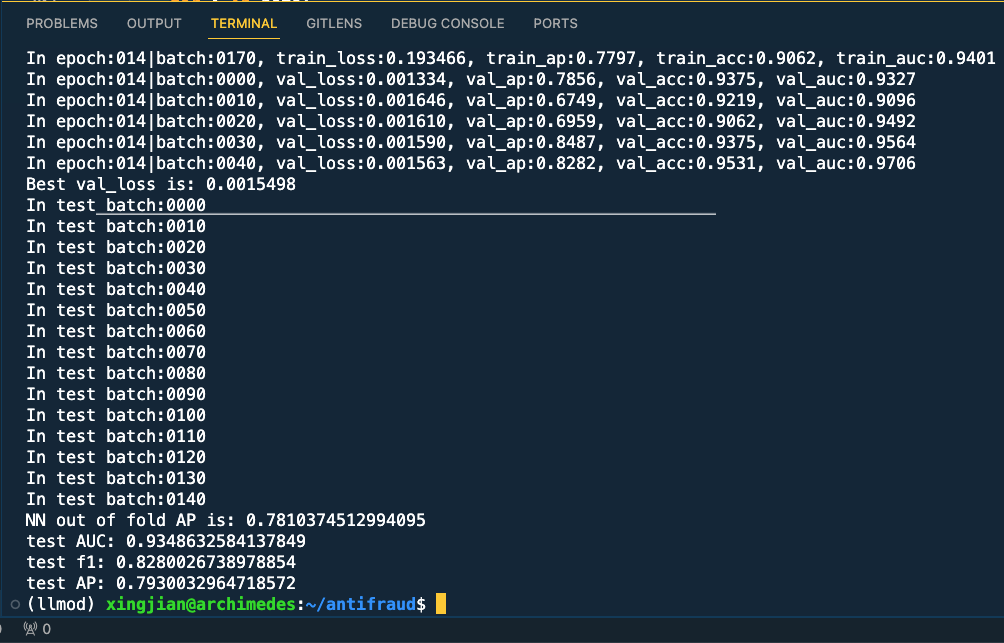 PROBLEMS OUTPUT TERMINAL GITLENS DEBUG CONSOLE PORTS
In epoch:014|batch:0170, train_loss:0.193466, train_ap:0.7797, train_acc:0.9062, train_auc:0.9401
In epoch:014|batch:0000, val_loss:0.001334, val_ap:0.7856, val_acc:0.9375, val_auc:0.9327
In epoch:014|batch:0010, val_loss:0.001646, val_ap:0.6749, val_acc:0.9219, val_auc:0.9096
In epoch:014|batch:0020, val_loss:0.001610, val_ap:0.6959, val_acc:0.9062, val_auc:0.9492
In epoch:014|batch:0030, val_loss:0.001590, val_ap:0.8487, val_acc:0.9375, val_auc:0.9564
In epoch:014|batch:0040, val_loss:0.001563, val_ap:0.8282, val_acc:0.9531, val_auc:0.9706
Best val_loss is: 0.0015498
In test batch:0000
In test batch:0010
In test batch:0020
In test batch:0030
In test batch:0040
In test batch:0050
In test batch:0060
In test batch:0070
In test batch:0080
In test batch:0090
In test batch:0100
In test batch:0110
In test batch:0120
In test batch:0130
In test batch:0140
NN out of fold AP is: 0.7810374512994095
test AUC: 0.9348632584137849
test f1: 0.8280026738978854
test AP: 0.7930032964718572
(llmod) xingjian@archimedes:~/antifraud$
0